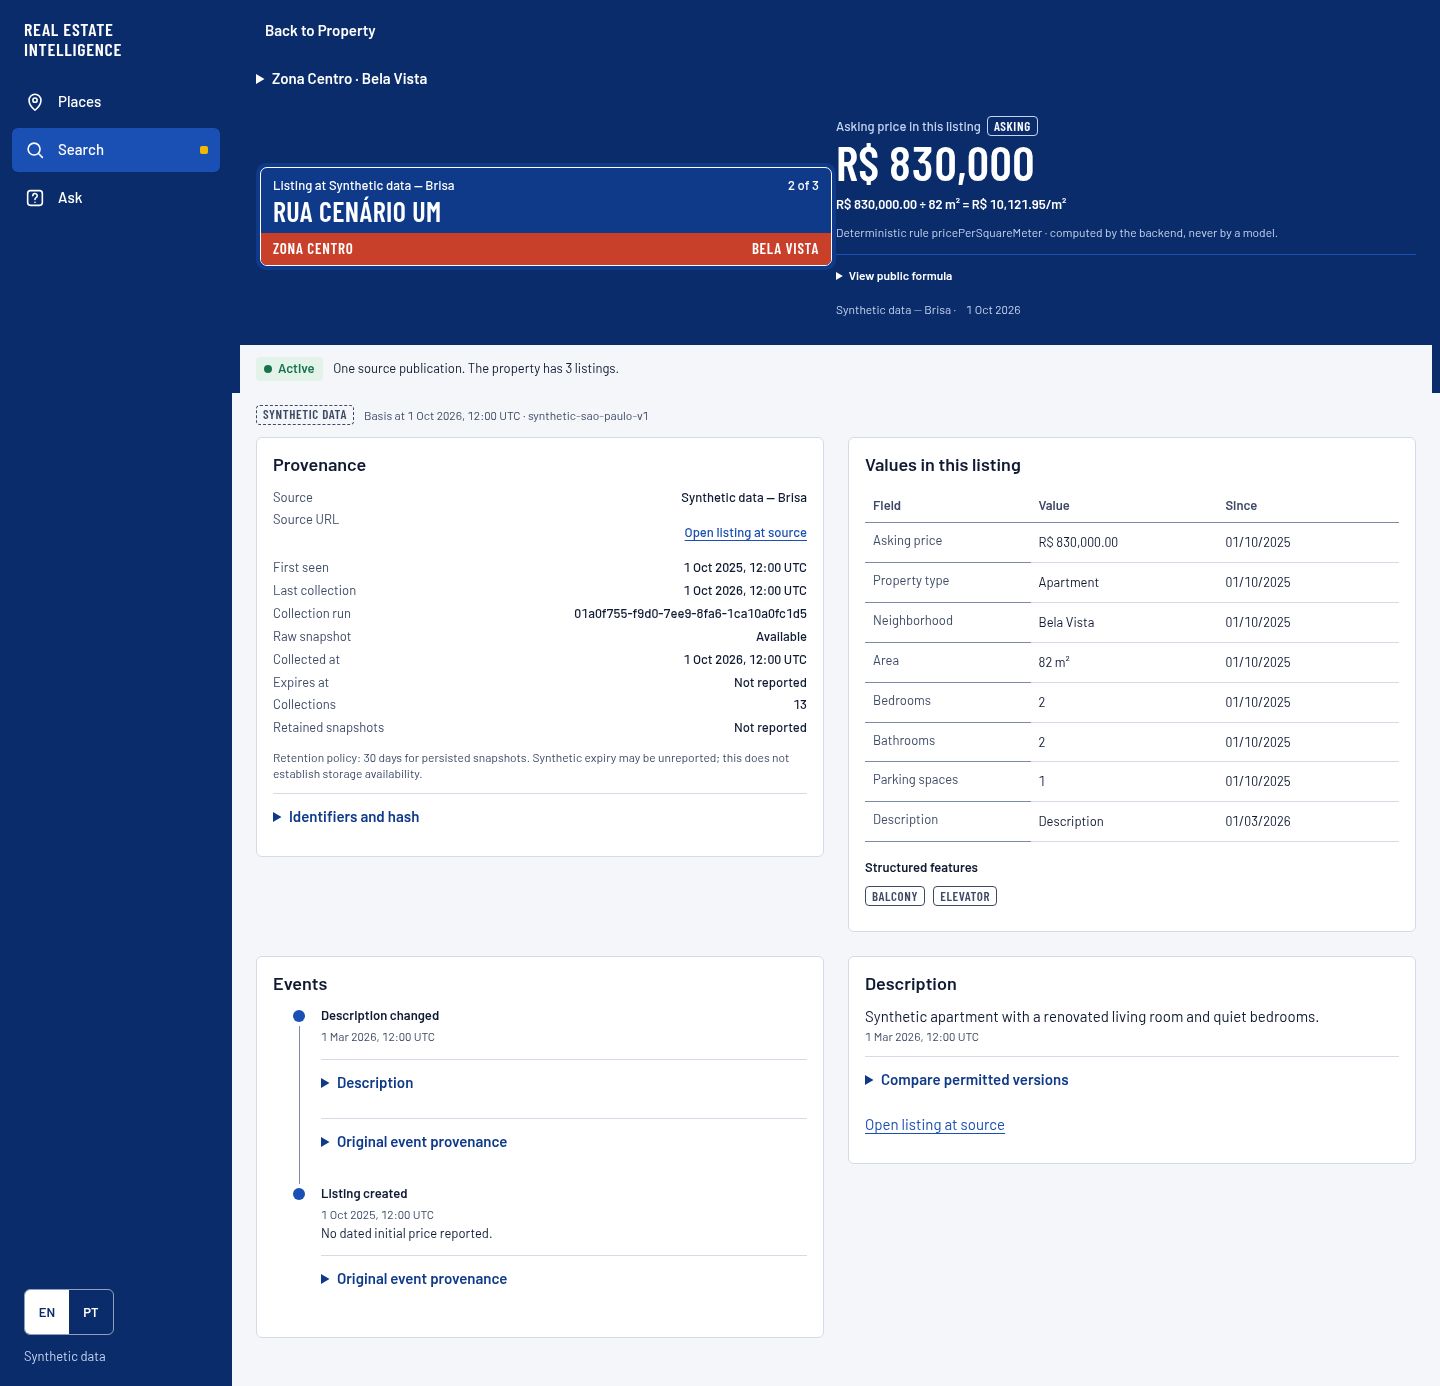 REAL ESTATE
INTELLIGENCE
Places
Search
Ask
EN
PT
Synthetic data
Back to Property
Zona Centro · Bela Vista
Listing at Synthetic data — Brisa
2 of 3
RUA CENÁRIO UM
ZONA CENTRO
BELA VISTA
Asking price in this listing ASKING
R$ 830,000
R$ 830,000.00 ÷ 82 m² = R$ 10,121.95/m²
Deterministic rule pricePerSquareMeter · computed by the backend, never by a model.
View public formula
Synthetic data — Brisa · 1 Oct 2026
Active One source publication. The property has 3 listings.
SYNTHETIC DATA Basis at 1 Oct 2026, 12:00 UTC · synthetic-sao-paulo-v1
Provenance
Source Synthetic data — Brisa
Source URL
Open listing at source
First seen 1 Oct 2025, 12:00 UTC
Last collection 1 Oct 2026, 12:00 UTC
Collection run 01a0f755-f9d0-7ee9-8fa6-1ca10a0fc1d5
Raw snapshot Available
Collected at 1 Oct 2026, 12:00 UTC
Expires at Not reported
Collections 13
Retained snapshots Not reported
Retention policy: 30 days for persisted snapshots. Synthetic expiry may be unreported; this does not
establish storage availability.
Identifiers and hash
Values in this listing
Field Value Since
Asking price R$ 830,000.00 01/10/2025
Property type Apartment 01/10/2025
Neighborhood Bela Vista 01/10/2025
Area 82 m² 01/10/2025
Bedrooms 2 01/10/2025
Bathrooms 2 01/10/2025
Parking spaces 1 01/10/2025
Description Description 01/03/2026
Structured features
BALCONY ELEVATOR
Events
Description changed
1 Mar 2026, 12:00 UTC
Description
Original event provenance
Listing created
1 Oct 2025, 12:00 UTC
No dated initial price reported.
Original event provenance
Description
Synthetic apartment with a renovated living room and quiet bedrooms.
1 Mar 2026, 12:00 UTC
Compare permitted versions
Open listing at source